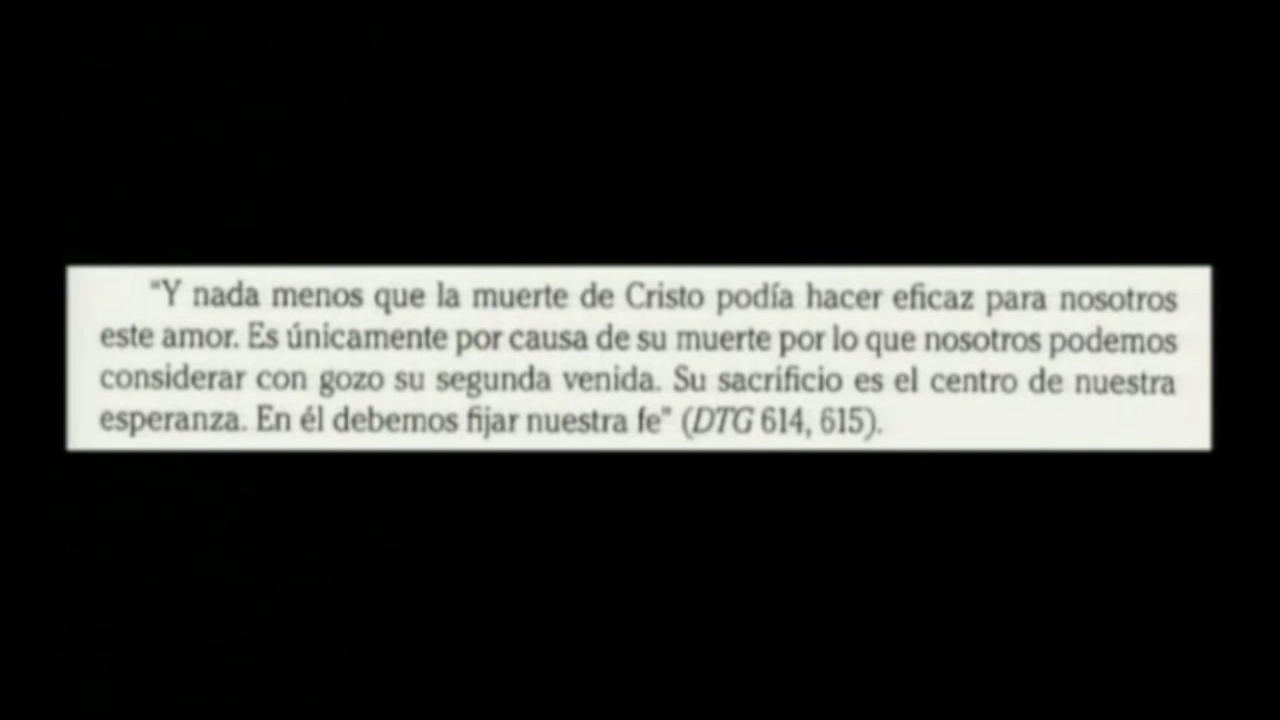 "Y nada menos que la muerte de Cristo podía hacer eficaz para nosotros
este amor. Es únicamente por causa de su muerte por lo que nosotros podemos
considerar con gozo su segunda venida. Su sacrificio es el centro de nuestra
esperanza. En él debemos fijar nuestra fe" (DTG 614, 615).